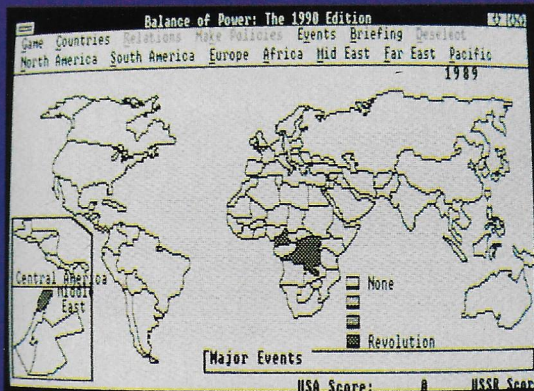 Balance of Power: The 1990 Edition
Game Countries Relations Make Policies Events Briefing Deselect
North America South America Europe Africa Mid East Far East Pacific
1989
Central America
Middle
East
None
Revolution
Major Events
USA Score: 0 USSR Scor